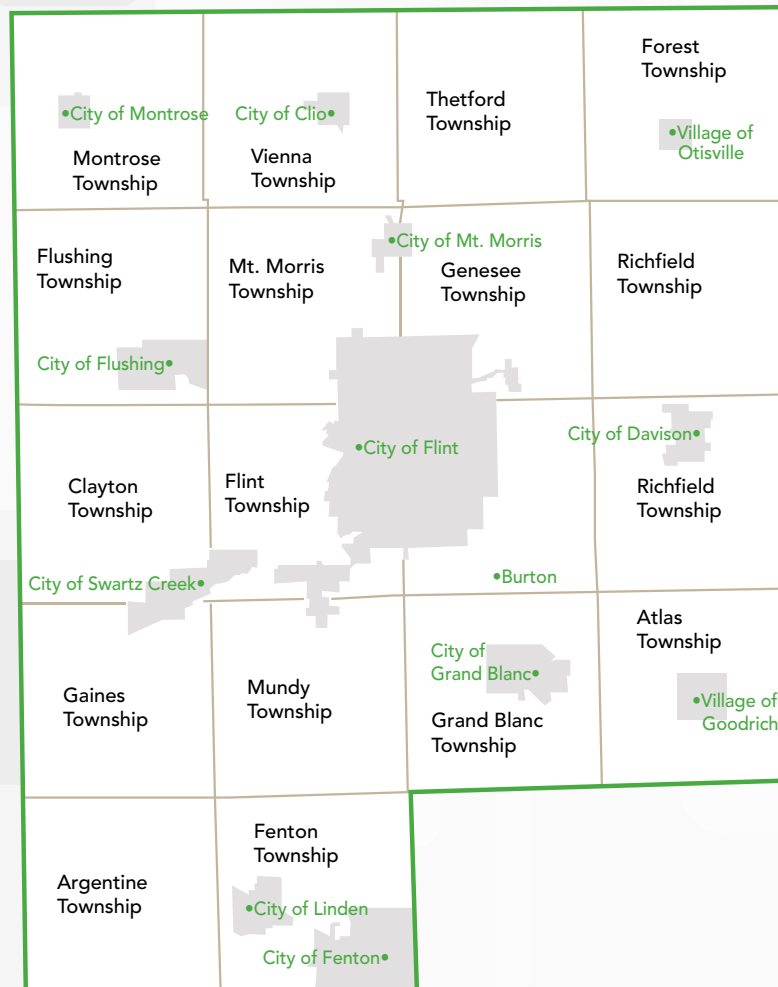 Forest
Township
Thetford
Township
•City of Montrose
City of Clio•
•Village of
Otisville
Montrose
Township
Vienna
Township
•City of Mt. Morris
Flushing
Township
Mt. Morris
Township
Genesee
Township
Richfield
Township
City of Flushing•
•City of Flint
City of Davison•
Clayton
Township
Flint
Township
Richfield
Township
City of Swartz Creek•
•Burton
Atlas
Township
City of
Grand Blanc•
Gaines
Township
Mundy
Township
Grand Blanc
Township
•Village of
Goodrich
Fenton
Township
Argentine
Township
•City of Linden
City of Fenton•